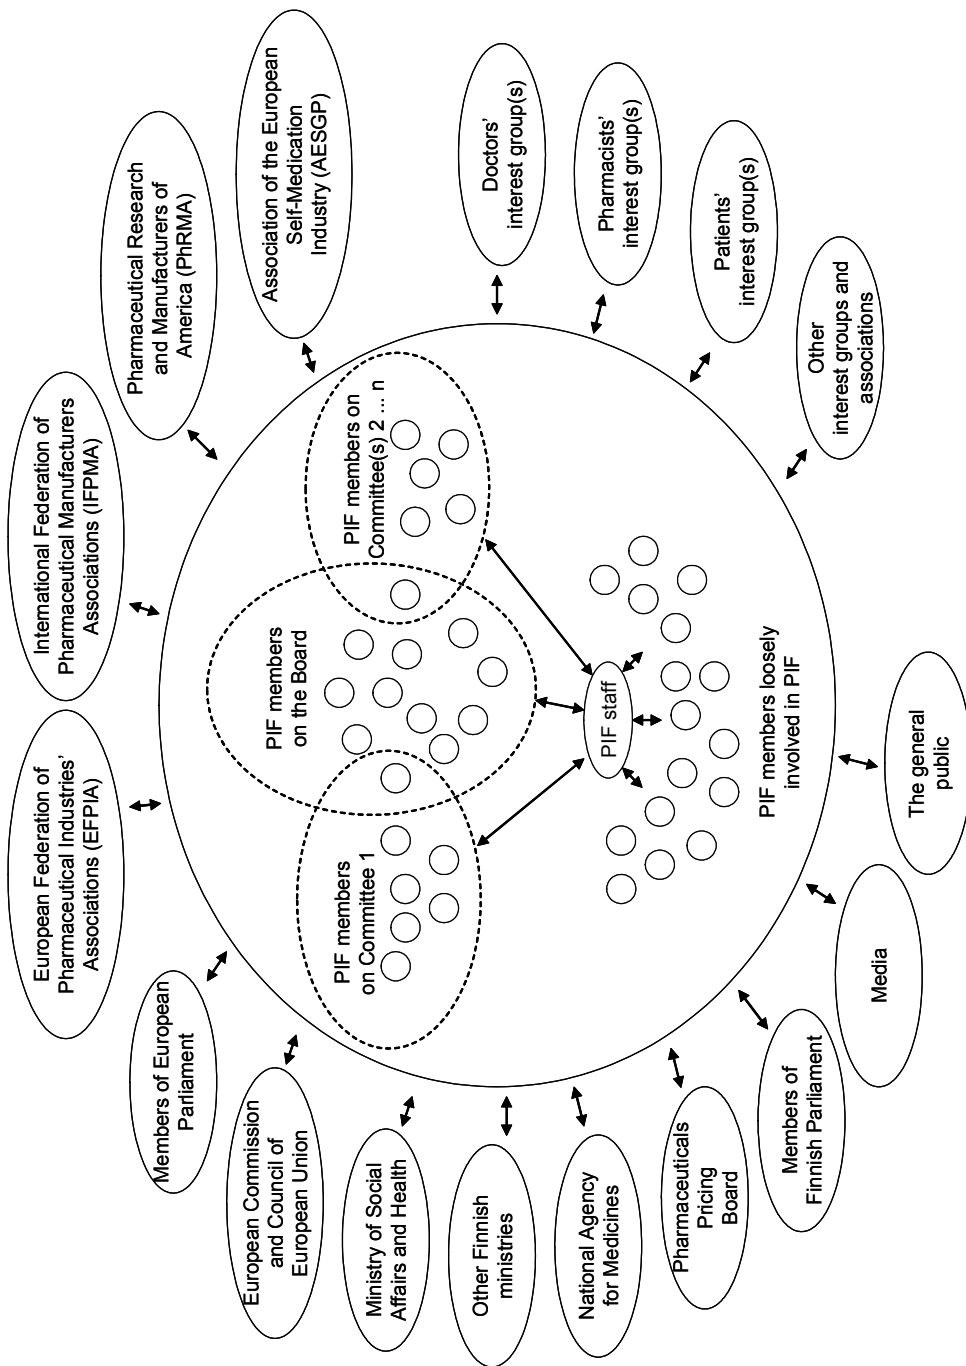 European Federation of
Pharmaceutical Industries’
Associations (EFPIA)
International Federation of
Pharmaceutical Manufacturers
Associations (IFPMA)
Pharmaceutical Research
and Manufacturers of
America (PhRMA)
Association of the European
Self-Medication
Industry (AESGP)
Members of European
Parliament
European Commission
and Council of
European Union
Ministry of Social
Affairs and Health
Other Finnish
ministries
National Agency
for Medicines
Pharmaceuticals
Pricing
Board
Members of
Finnish Parliament
Media
The general
public
Doctors’
interest group(s)
Pharmacists’
interest group(s)
Patients’
interest group(s)
Other
interest groups and
associations
PIF members
on Committee 1
PIF members
on the Board
PIF members on
Committee(s) 2 ... n
PIF staff
PIF members loosely
involved in PIF